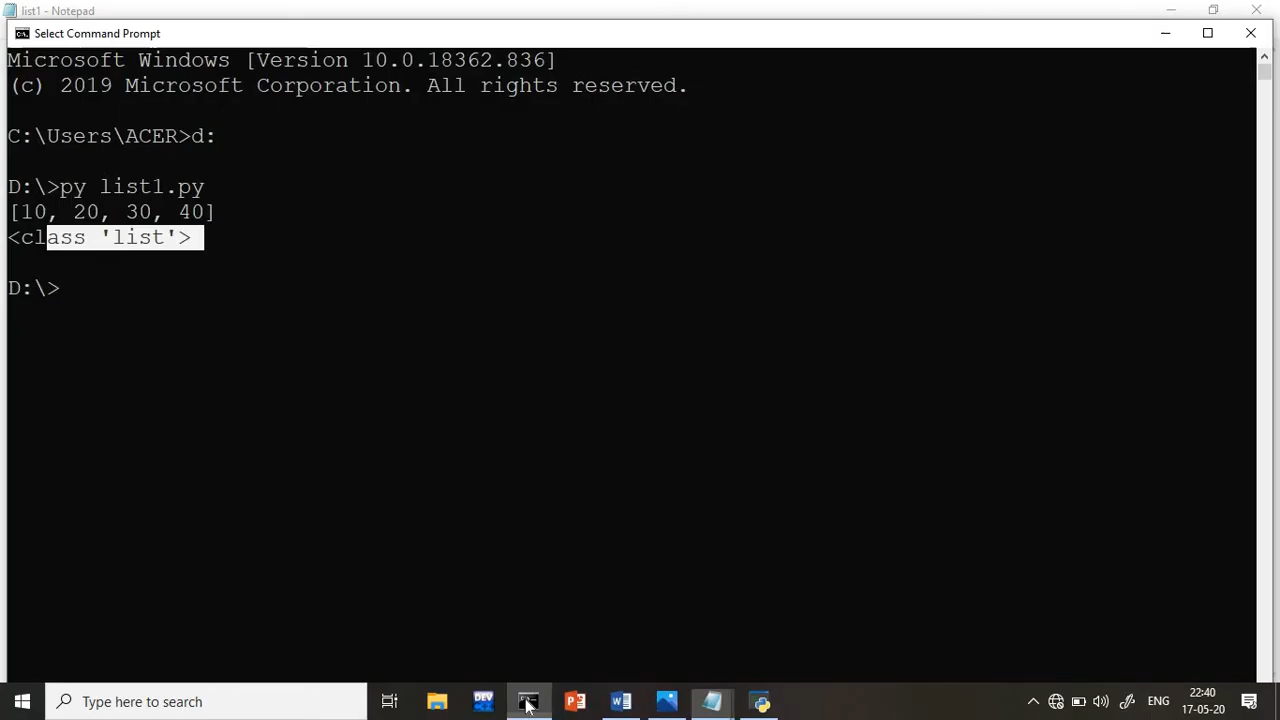 list1 - Notepad
Select Command Prompt
Microsoft Windows [Version 10.0.18362.836]
(c) 2019 Microsoft Corporation. All rights reserved.
C:\Users\ACER>d:
D:\>py list1.py
[10, 20, 30, 40]
<class 'list'>
D:\>
Type here to search
DEV
ENG
22:40
17-05-20